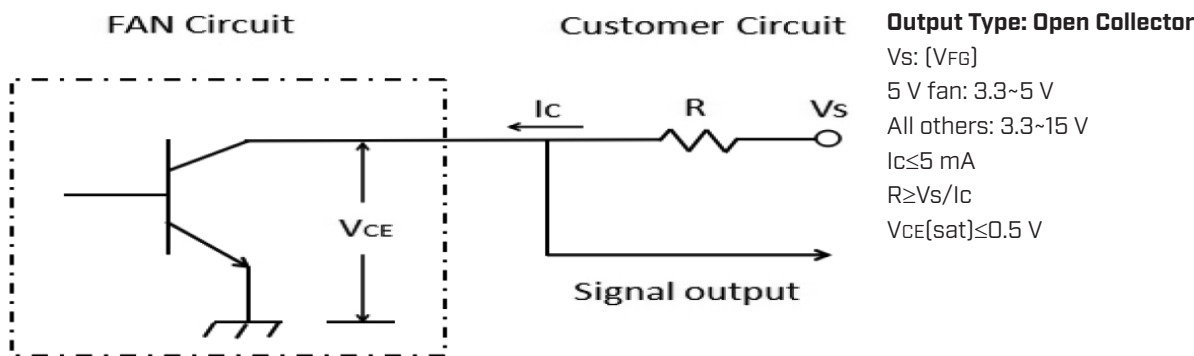 FAN Circuit
Customer Circuit
Ic
R
Vs
VCE
Signal output
Output Type: Open Collector
Vs: (VFG)
5 V fan: 3.3~5 V
All others: 3.3~15 V
Ic≤5 mA
R≥Vs/Ic
VCE(sat)≤0.5 V